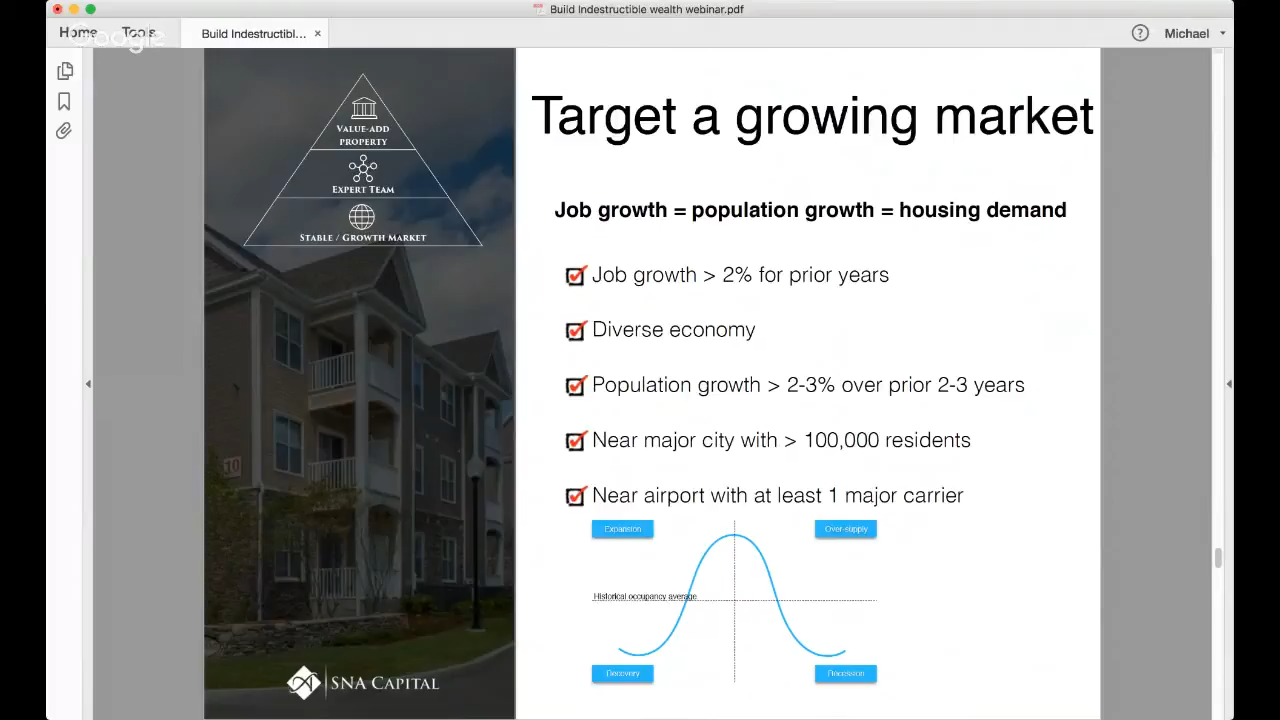 Build Indestructible wealth webinar.pdf
Home
Tools
Google
Build Indestructibl...
×
?
Michael
VALUE-ADD
PROPERTY
EXPERT TEAM
STABLE / GROWTH MARKET
10
SNA CAPITAL
Target a growing market
Job growth = population growth = housing demand
Job growth > 2% for prior years
Diverse economy
Population growth > 2-3% over prior 2-3 years
Near major city with > 100,000 residents
Near airport with at least 1 major carrier
Expansion
Over-supply
Historical occupancy average
Recovery
Recession